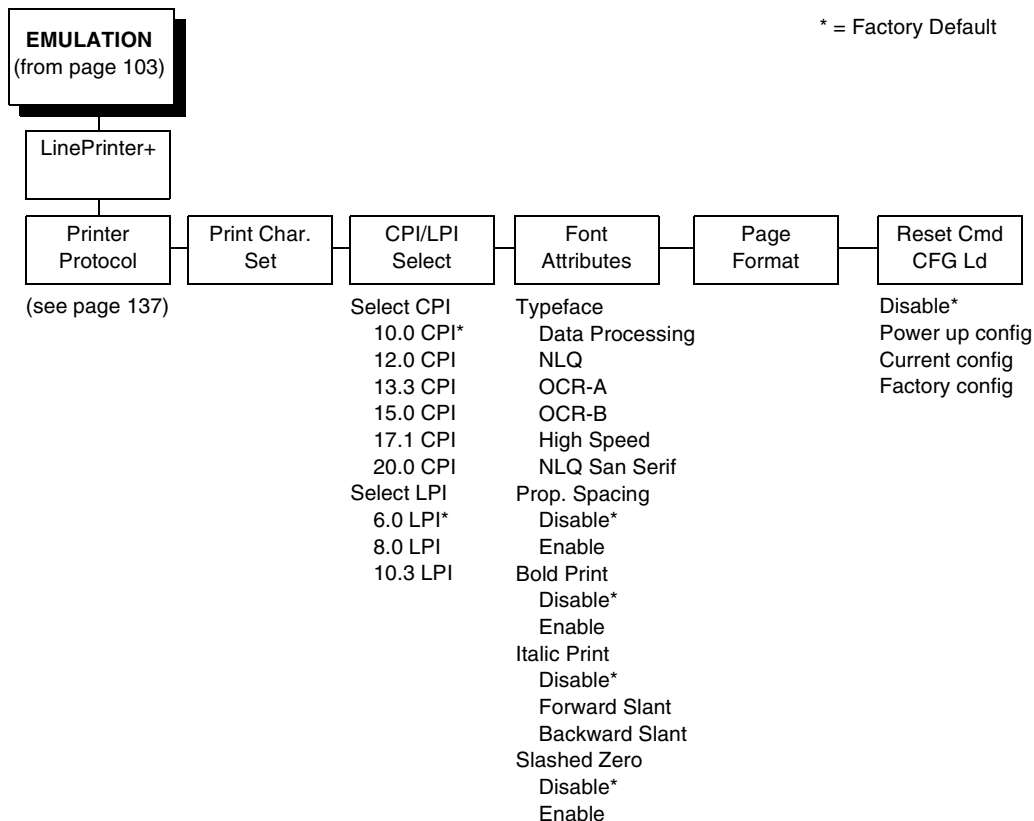 * = Factory Default
EMULATION
(from page 103)
LinePrinter+
Printer
Protocol
(see page 137)
Print Char.
Set
CPI/LPI
Select
Select CPI
10.0 CPI*
12.0 CPI
13.3 CPI
15.0 CPI
17.1 CPI
20.0 CPI
Select LPI
6.0 LPI*
8.0 LPI
10.3 LPI
Font
Attributes
Typeface
Data Processing
NLQ
OCR-A
OCR-B
High Speed
NLQ San Serif
Prop. Spacing
Disable*
Enable
Bold Print
Disable*
Enable
Italic Print
Disable*
Forward Slant
Backward Slant
Slashed Zero
Disable*
Enable
Page
Format
Reset Cmd
CFG Ld
Disable*
Power up config
Current config
Factory config